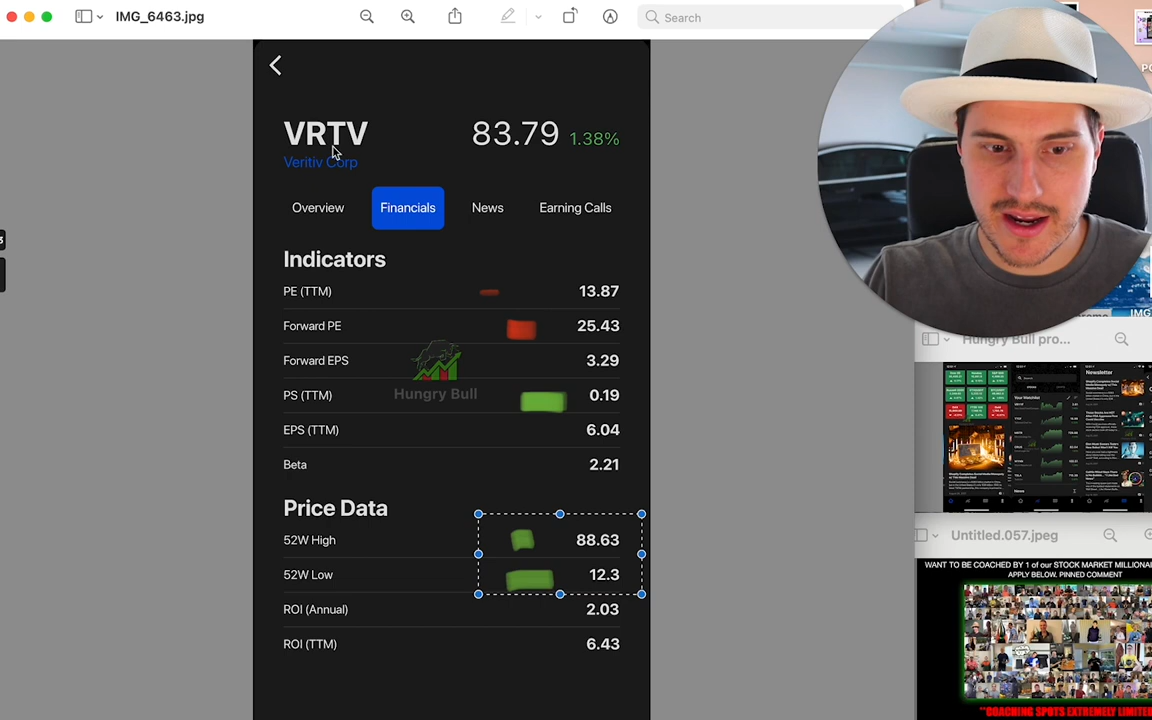 IMG_6463.jpg
Search
VRTV
83.79 1.38%
Veritiv Corp
Overview
Financials
News
Earning Calls
Indicators
PE (TTM) 13.87
Forward PE 25.43
Forward EPS 3.29
Hungry Bull
PS (TTM) 0.19
EPS (TTM) 6.04
Beta 2.21
Price Data
52W High 88.63
52W Low 12.3
ROI (Annual) 2.03
ROI (TTM) 6.43
Hungry Bull pro...
Newsletter
Untitled.057.jpeg
WANT TO BE COACHED BY 1 of our STOCK MARKET MILLIONAI
APPLY BELOW. PINNED COMMENT
**COACHING SPOTS EXTREMELY LIMITE